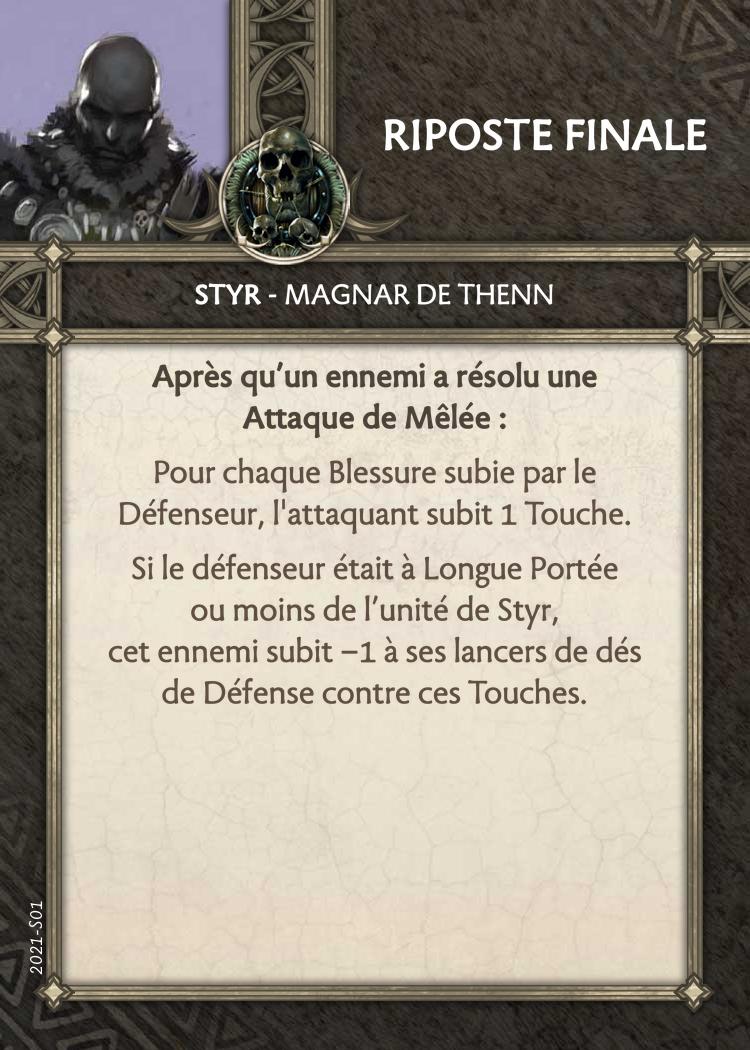 RIPOSTE FINALE
STYR - MAGNAR DE THENN
Après qu’un ennemi a résolu une
Attaque de Mêlée :
Pour chaque Blessure subie par le
Défenseur, l'attaquant subit 1 Touche.
Si le défenseur était à Longue Portée
ou moins de l’unité de Styr,
cet ennemi subit −1 à ses lancers de dés
de Défense contre ces Touches.
2021-S01